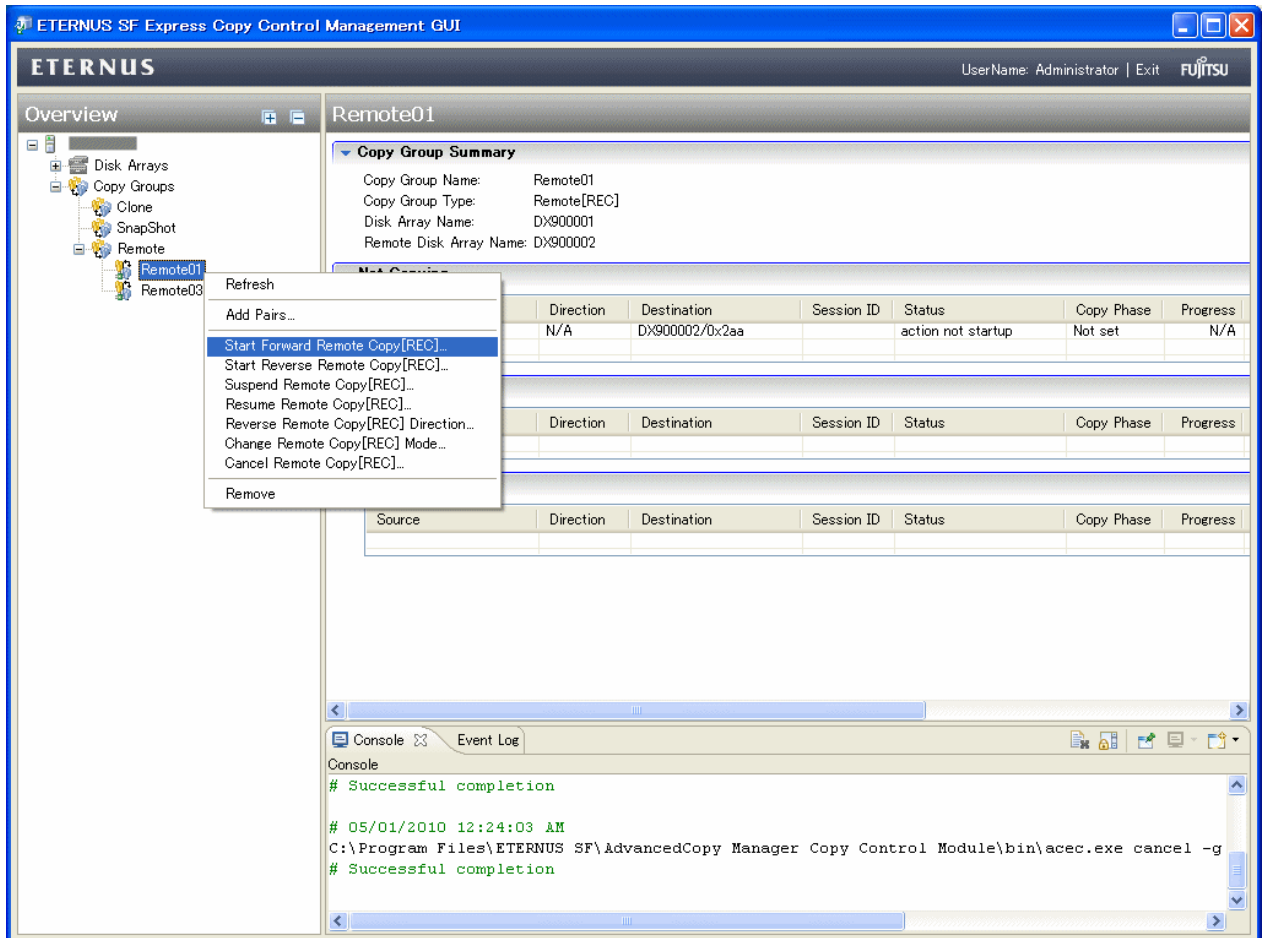 ETERNUS SF Express Copy Control Management GUI
ETERNUS
UserName: Administrator | Exit FUJITSU
Overview
Disk Arrays
Copy Groups
Clone
SnapShot
Remote
Remote01
Remote03
Refresh
Add Pairs...
Start Forward Remote Copy[REC]...
Start Reverse Remote Copy[REC]...
Suspend Remote Copy[REC]...
Resume Remote Copy[REC]...
Reverse Remote Copy[REC] Direction...
Change Remote Copy[REC] Mode...
Cancel Remote Copy[REC]...
Remove
Remote01
Copy Group Summary
Copy Group Name: Remote01
Copy Group Type: Remote[REC]
Disk Array Name: DX900001
Remote Disk Array Name: DX900002
Not Copying
Direction Destination Session ID Status Copy Phase Progress
N/A DX900002/0x2aa action not startup Not set N/A
Direction Destination Session ID Status Copy Phase Progress
Source Direction Destination Session ID Status Copy Phase Progress
Console Event Log
Console
# Successful completion
# 05/01/2010 12:24:03 AM
C:\Program Files\ETERNUS SF\AdvancedCopy Manager Copy Control Module\bin\acec.exe cancel -g
# Successful completion